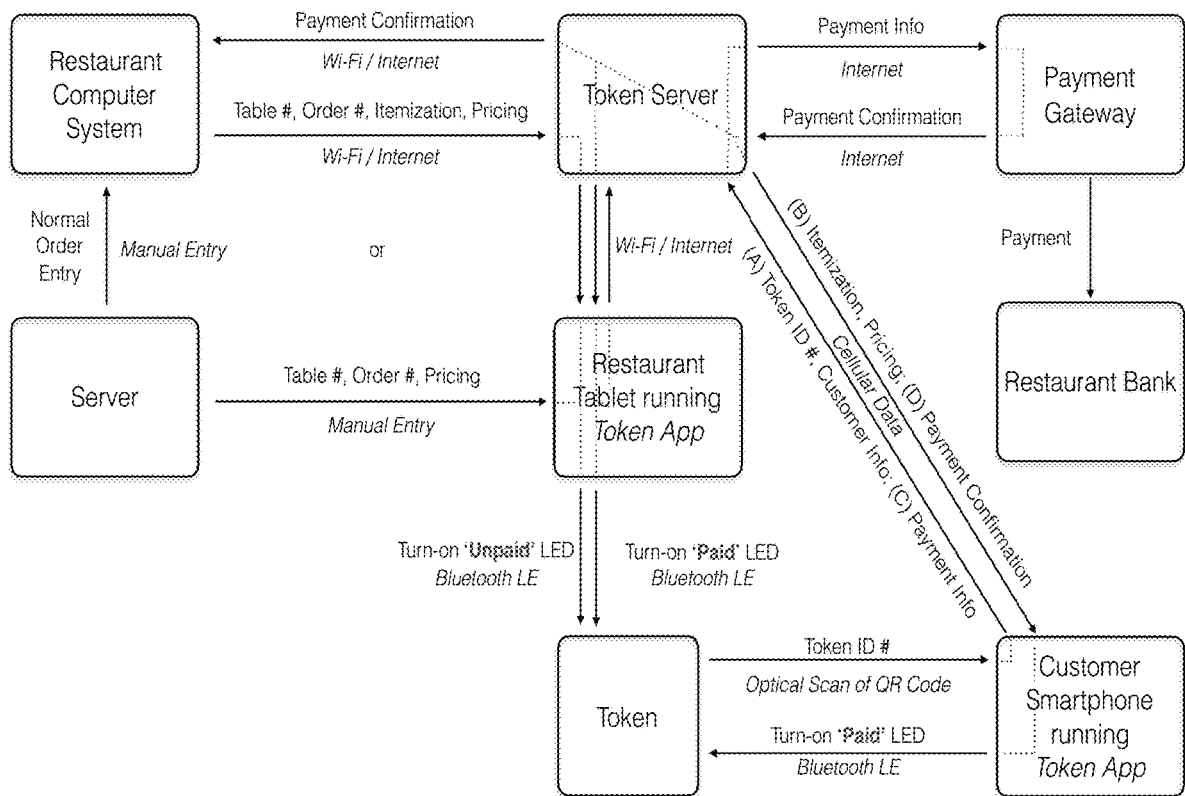 Payment Confirmation
Wi-Fi / Internet
Restaurant
Computer
System
Table #, Order #, Itemization, Pricing
Wi-Fi / Internet
Token Server
Payment Info
Internet
Payment Confirmation
Internet
Payment
Gateway
Normal
Order
Entry
Manual Entry
or
Wi-Fi / Internet
(B) Itemization, Pricing; (D) Payment Confirmation
Cellular Data
(A) Token ID #, Customer Info; (C) Payment Info
Payment
Server
Table #, Order #, Pricing
Manual Entry
Restaurant
Tablet running
Token App
Restaurant Bank
Turn-on 'Unpaid' LED
Bluetooth LE
Turn-on 'Paid' LED
Bluetooth LE
Token
Token ID #
Optical Scan of QR Code
Turn-on 'Paid' LED
Bluetooth LE
Customer
Smartphone
running
Token App